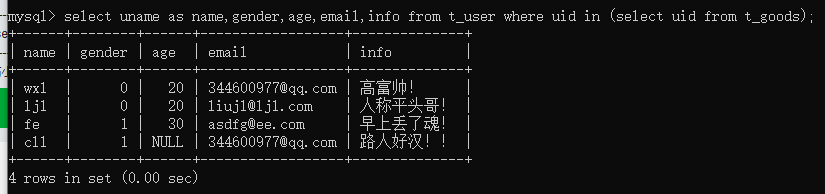 mysql> select uname as name,gender,age,email,info from t_user where uid in (select uid from t_goods);
+------+--------+------+------------------+--------------+
| name | gender | age  | email            | info         |
+------+--------+------+------------------+--------------+
| wxl  |      0 |   20 | 344600977@qq.com | 高富帅!      |
| ljl  |      0 |   20 | liujl@ljl.com    | 人称平头哥!  |
| fe   |      1 |   30 | asdfg@ee.com     | 早上丢了魂!  |
| cll  |      1 | NULL | 344600977@qq.com | 路人好汉!!   |
+------+--------+------+------------------+--------------+
4 rows in set (0.00 sec)